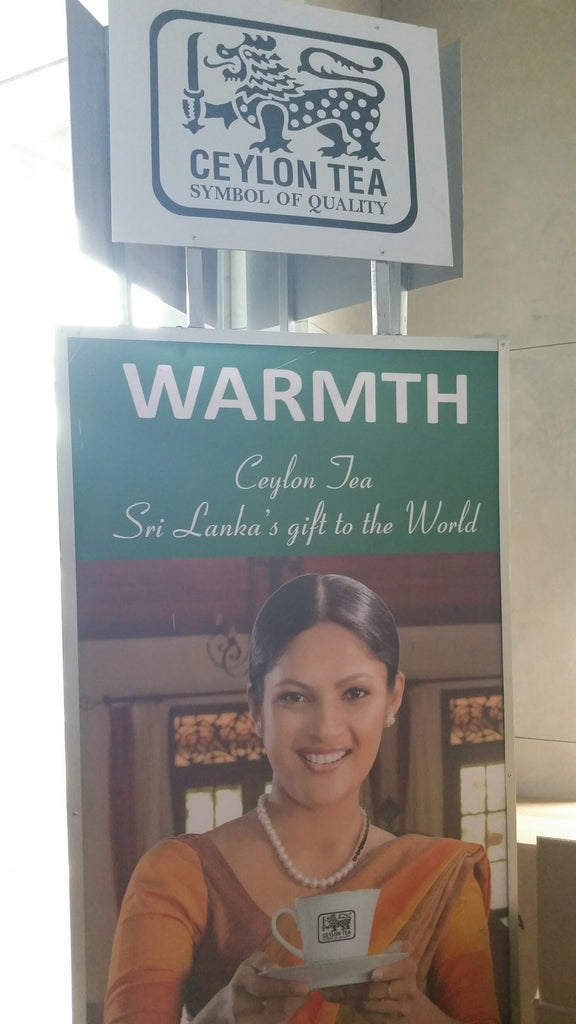 CEYLON TEA
SYMBOL OF QUALITY
WARMTH
Ceylon Tea
Sri Lanka's gift to the World
CEYLON TEA